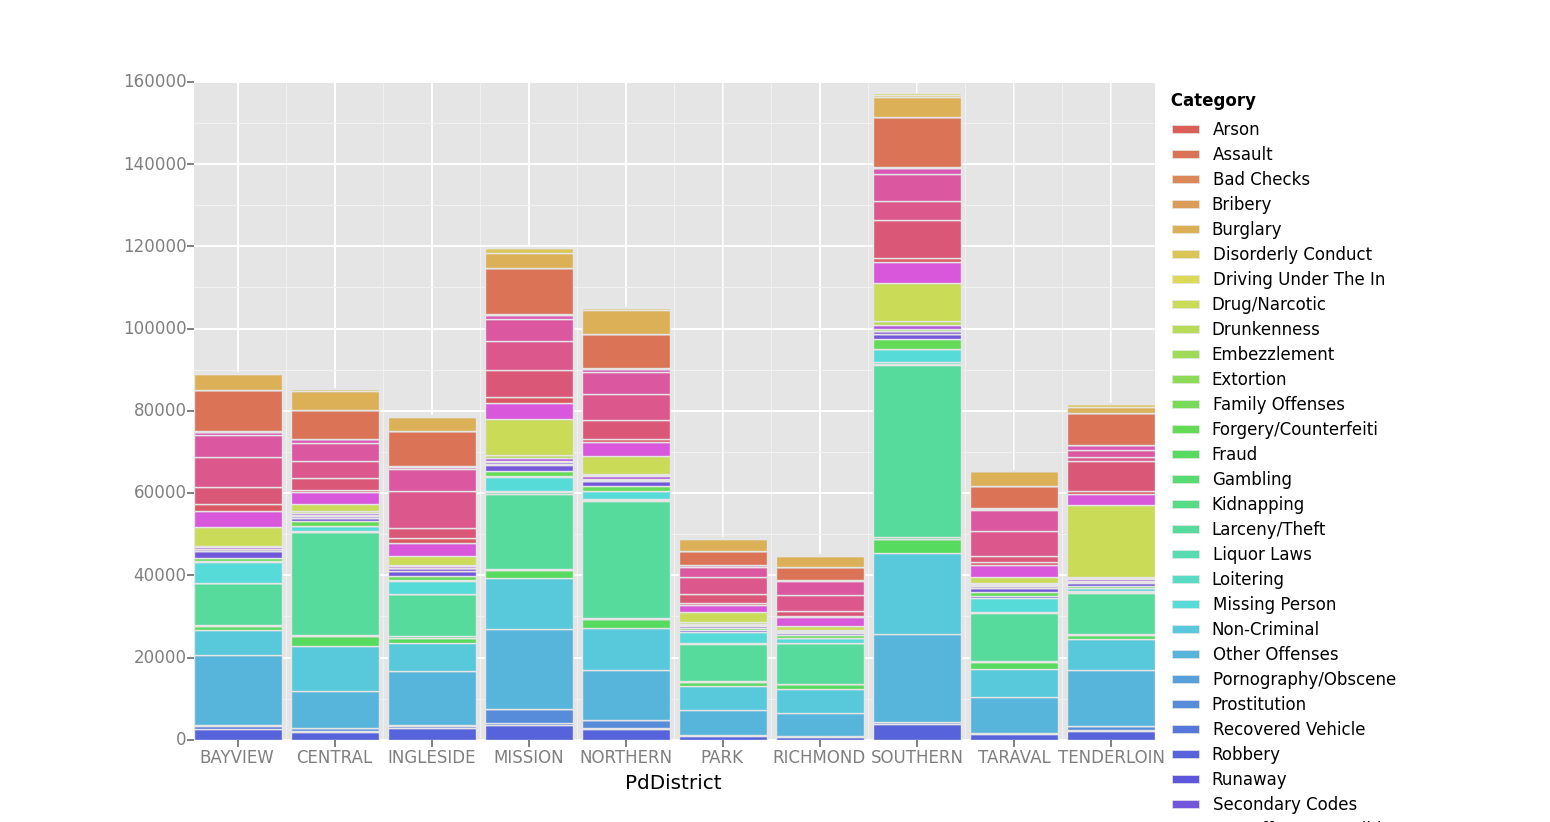 160000
140000
120000
100000
80000
60000
40000
20000
0
BAYVIEW CENTRAL INGLESIDE MISSION NORTHERN PARK RICHMOND SOUTHERN TARAVAL TENDERLOIN
PdDistrict
Category
Arson
Assault
Bad Checks
Bribery
Burglary
Disorderly Conduct
Driving Under The In
Drug/Narcotic
Drunkenness
Embezzlement
Extortion
Family Offenses
Forgery/Counterfeiti
Fraud
Gambling
Kidnapping
Larceny/Theft
Liquor Laws
Loitering
Missing Person
Non-Criminal
Other Offenses
Pornography/Obscene
Prostitution
Recovered Vehicle
Robbery
Runaway
Secondary Codes